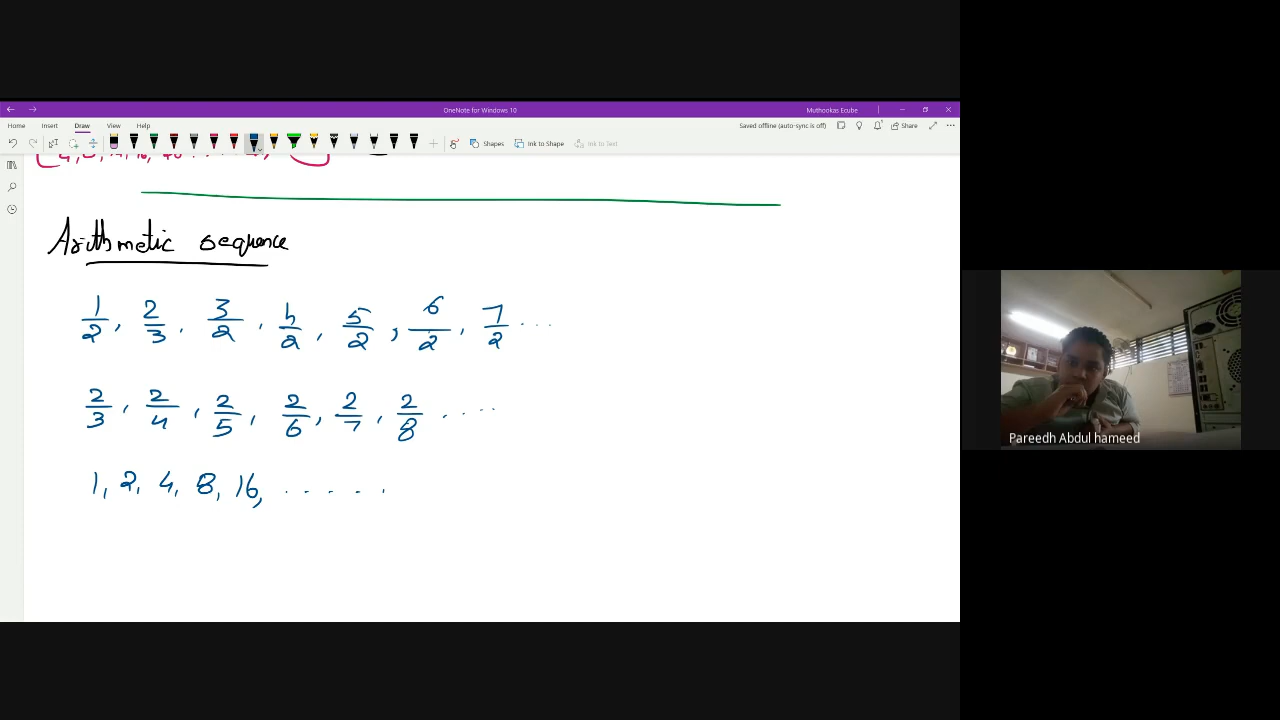 OneNote for Windows 10
Muthookas Ecube
Home Insert Draw View Help
Saved offline (auto-sync is off)
Share
Shapes
Ink to Shape
Ink to Text
Arithmetic sequence
1/2, 2/3, 3/2, 4/2, 5/2, 6/2, 7/2 ...
2/3, 2/4, 2/5, 2/6, 2/7, 2/8 ....
1, 2, 4, 8, 16, ......
Pareedh Abdul hameed